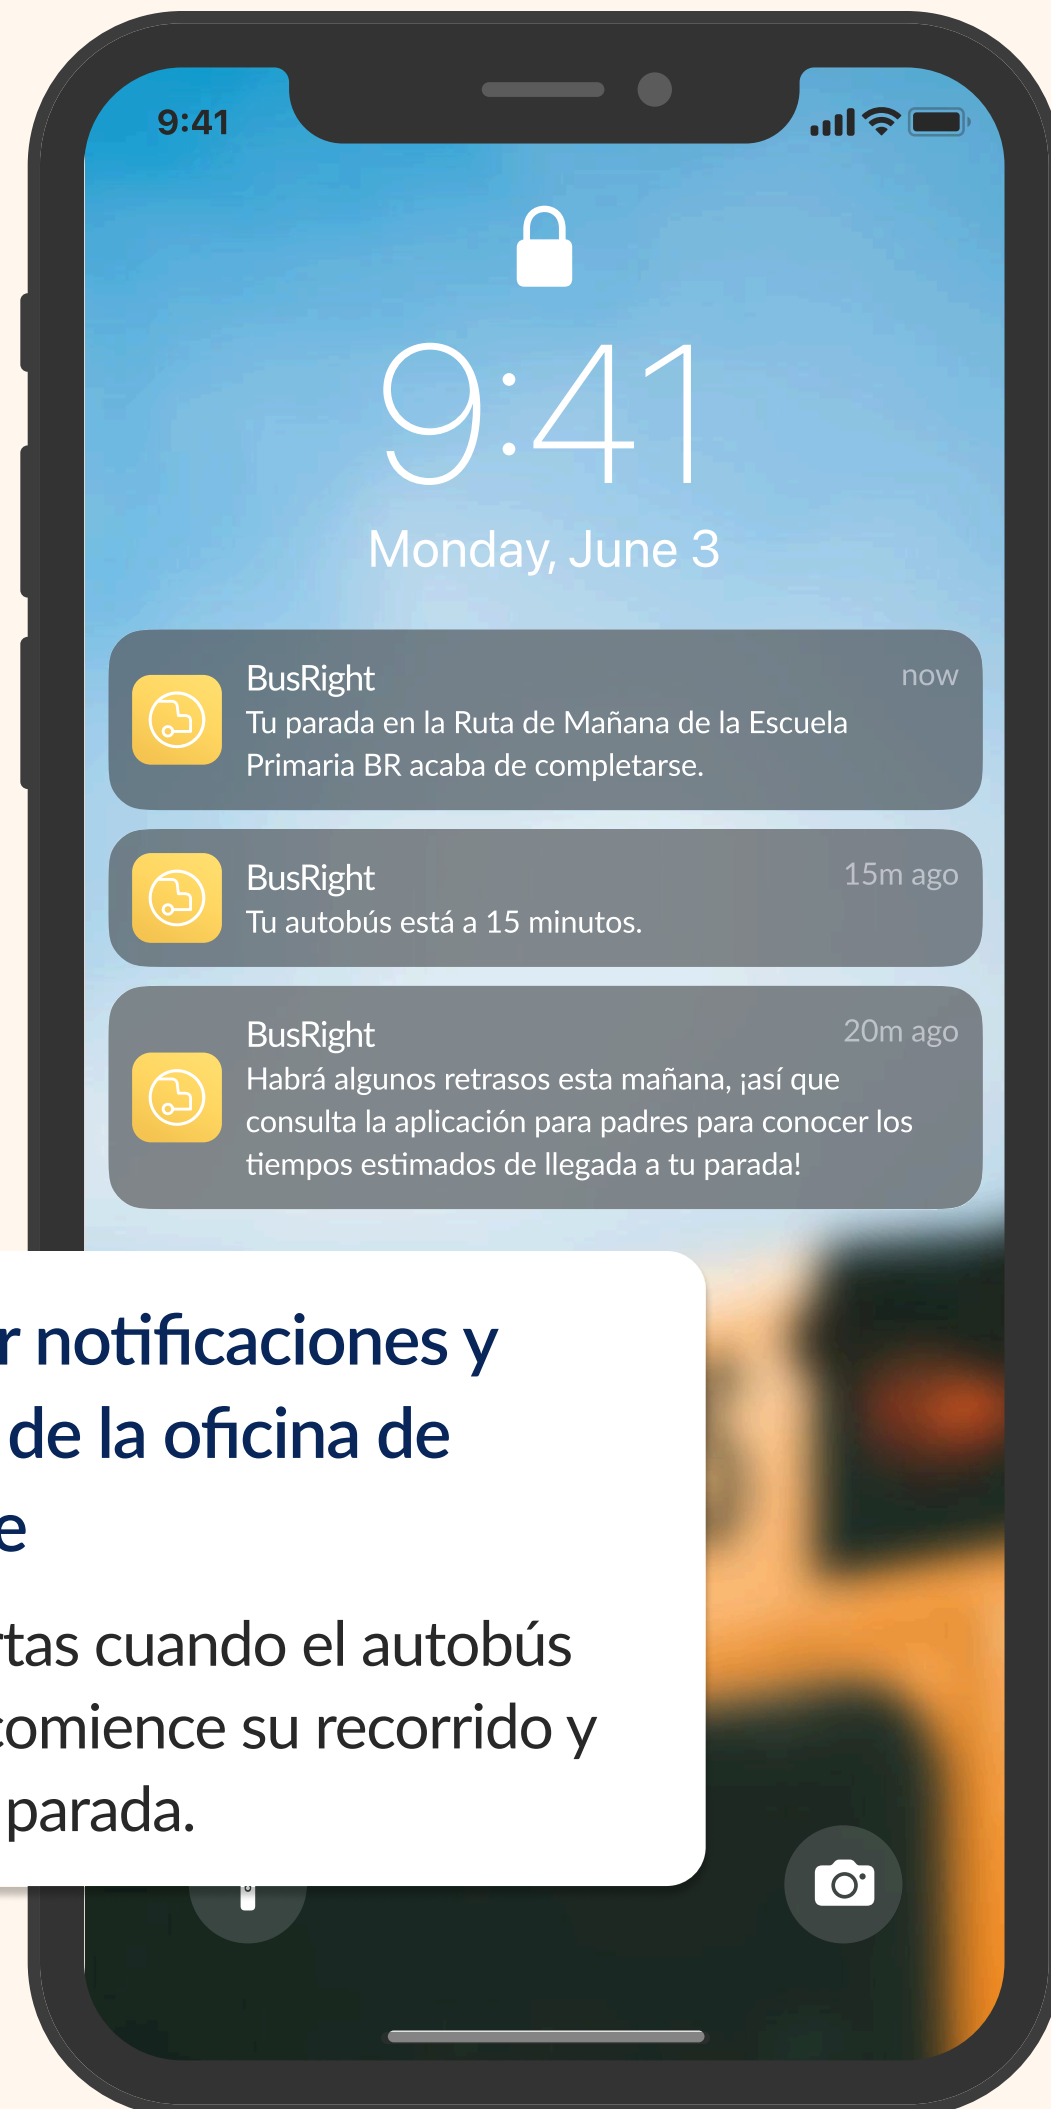 9:41
9:41
Monday, June 3
BusRight now
Tu parada en la Ruta de Mañana de la Escuela
Primaria BR acaba de completarse.
BusRight 15m ago
Tu autobús está a 15 minutos.
BusRight 20m ago
Habrá algunos retrasos esta mañana, ¡así que
consulta la aplicación para padres para conocer los
tiempos estimados de llegada a tu parada!
notificaciones y
de la oficina de
cuando el autobús
comience su recorrido y
parada.